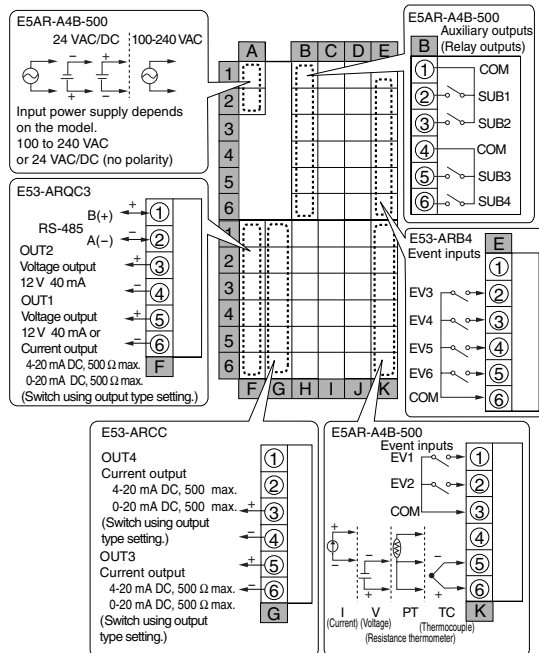 E5AR-A4B-500
24 VAC/DC 100-240 VAC
Input power supply depends
on the model.
100 to 240 VAC
or 24 VAC/DC (no polarity)
A B C D E
1
2
3
4
5
6
1
2
3
4
5
6
F G H I J K
E5AR-A4B-500
Auxiliary outputs
(Relay outputs)
B
1 COM
2 SUB1
3 SUB2
4 COM
5 SUB3
6 SUB4
E53-ARQC3
B(+) + 1
RS-485
A(−) − 2
OUT2
Voltage output + 3
12 V 40 mA − 4
OUT1
Voltage output + 5
12 V 40 mA or
Current output − 6
4-20 mA DC, 500 Ω max.
0-20 mA DC, 500 Ω max.
(Switch using output type setting.)
F
E53-ARB4
Event inputs
E
1
EV3 2
EV4 3
EV5 4
EV6 5
COM 6
E53-ARCC
1
OUT4
Current output 2
4-20 mA DC, 500 max.
0-20 mA DC, 500 max. + 3
(Switch using output
type setting.) − 4
OUT3 + 5
Current output
4-20 mA DC, 500 Ω max. − 6
0-20 mA DC, 500 Ω max.
(Switch using output
type setting.)
G
E5AR-A4B-500
Event inputs
EV1 1
EV2 2
COM 3
+ 4
− − 5
− + + 6
I V PT TC
(Current) (Voltage) (Thermocouple)
(Resistance thermometer)
K